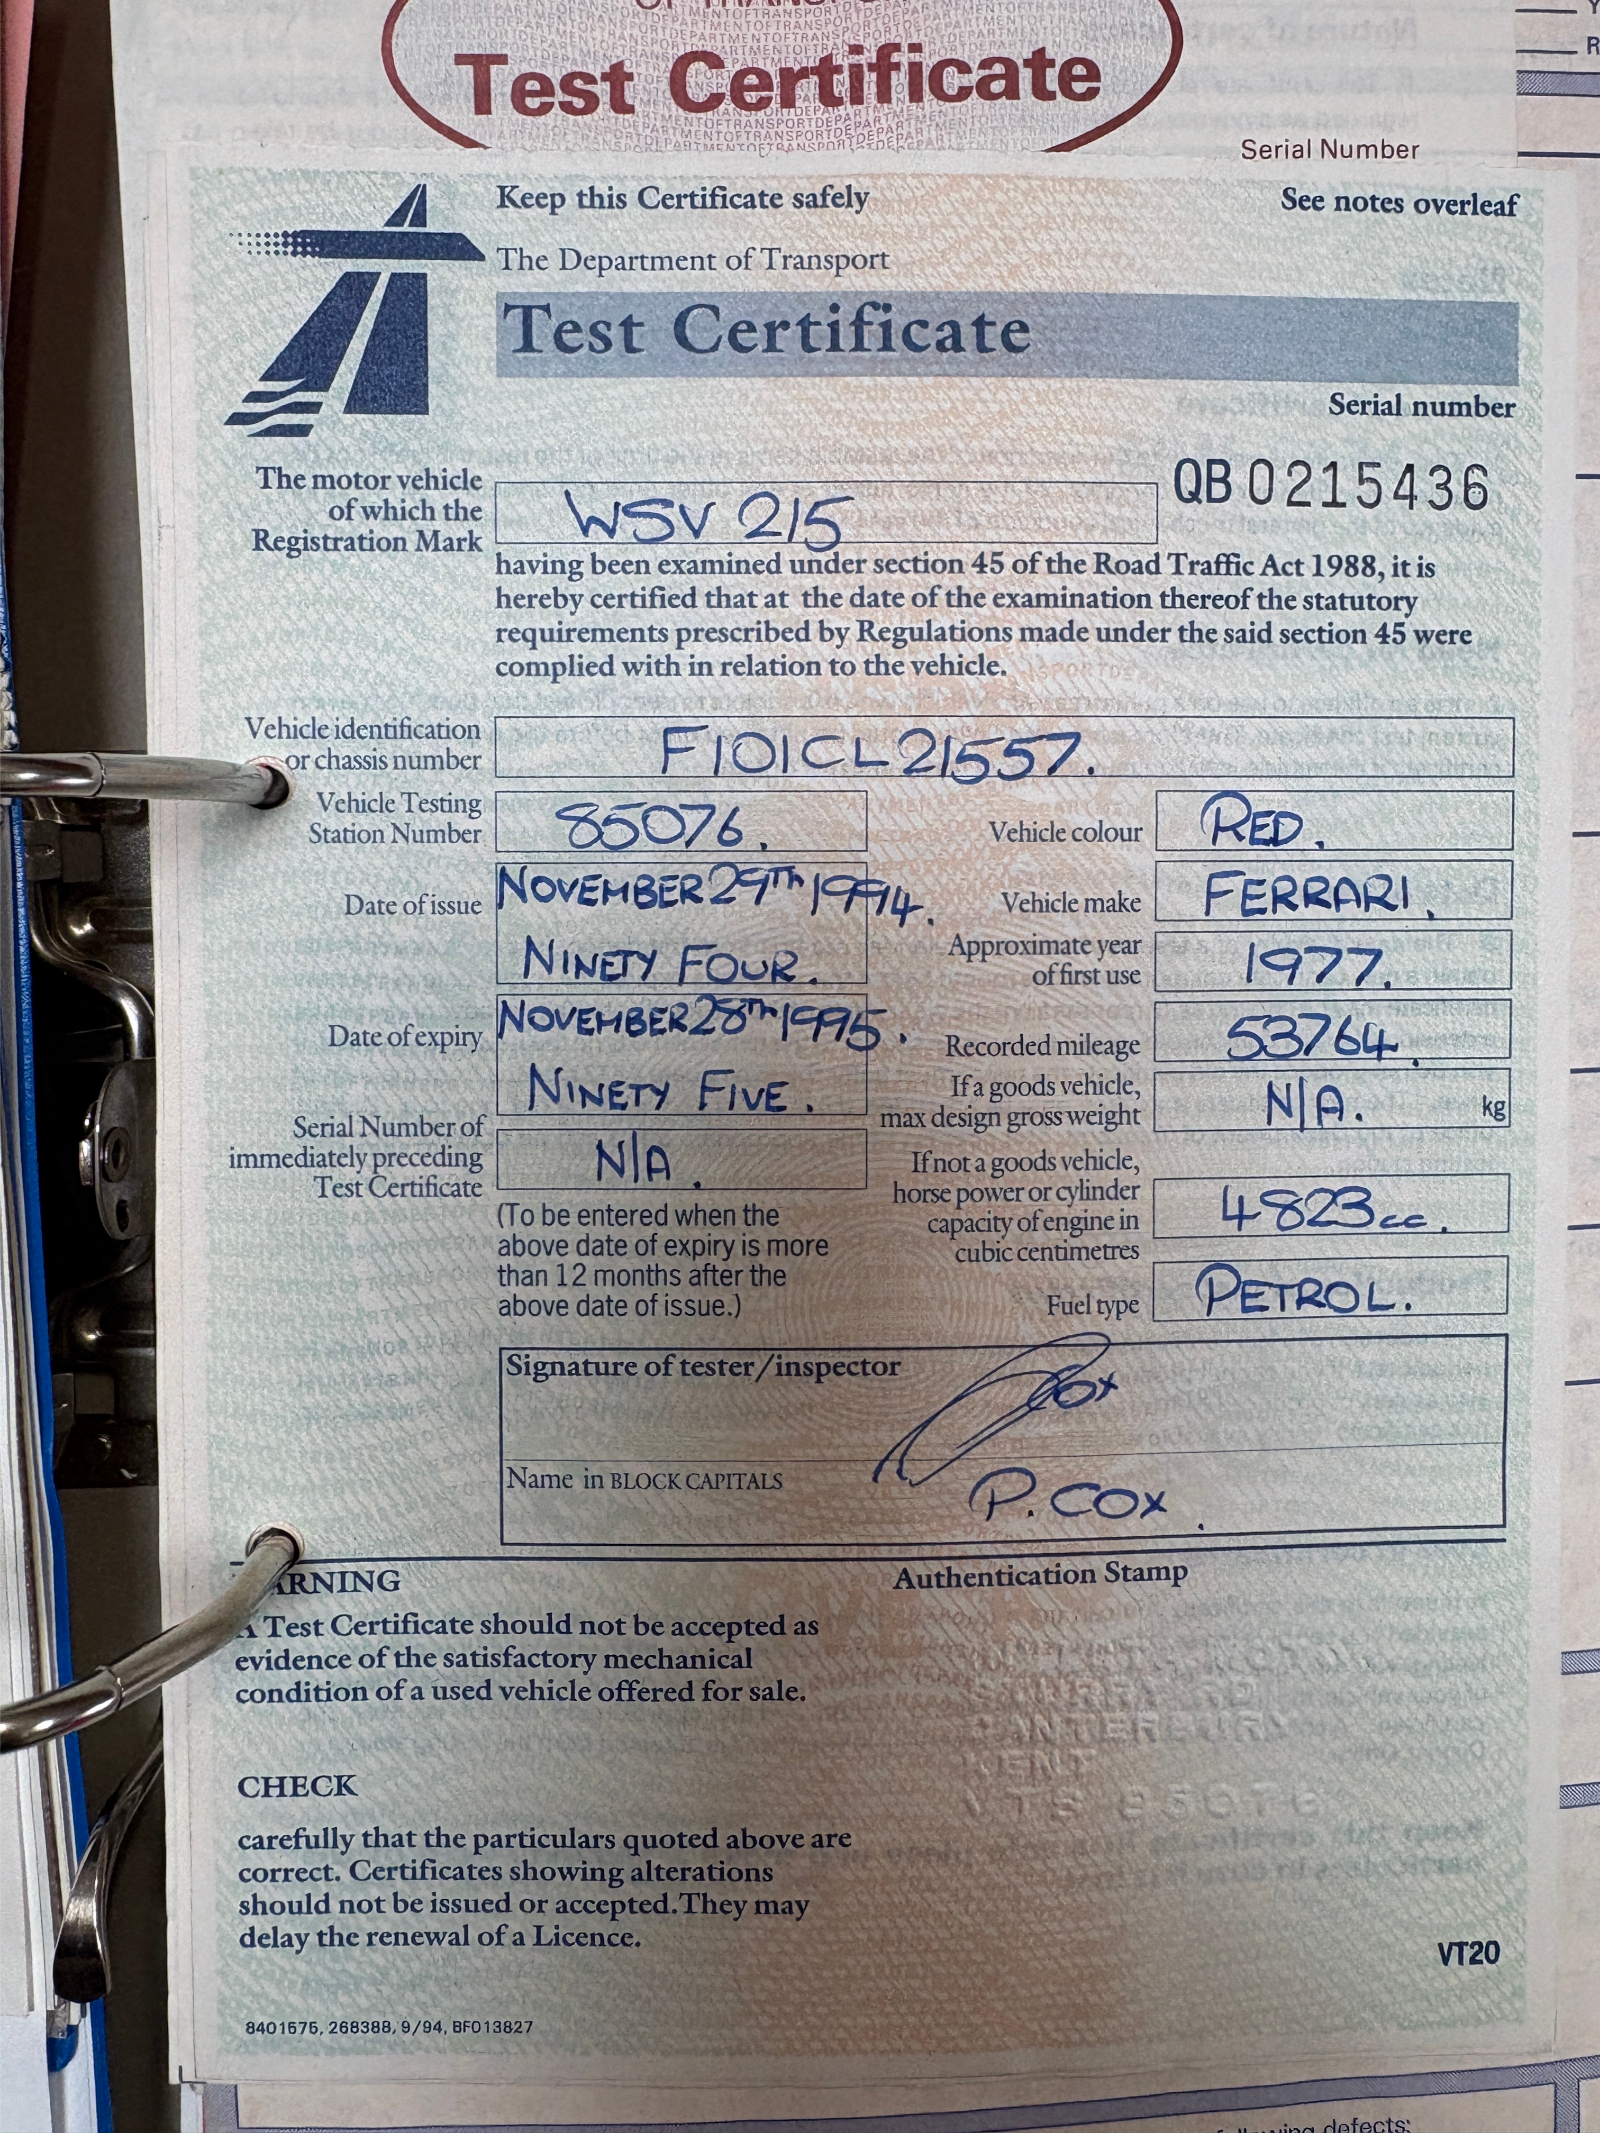 Test Certificate
Serial Number
Keep this Certificate safely
See notes overleaf
The Department of Transport
Test Certificate
Serial number
QB 0215436
The motor vehicle
of which the
Registration Mark
WSV 215
having been examined under section 45 of the Road Traffic Act 1988, it is
hereby certified that at the date of the examination thereof the statutory
requirements prescribed by Regulations made under the said section 45 were
complied with in relation to the vehicle.
Vehicle identification
or chassis number
F101CL21557.
Vehicle Testing
Station Number
85076.
Vehicle colour
RED.
Date of issue
NOVEMBER 29Th 1994.
NINETY FOUR.
Vehicle make
FERRARI.
Approximate year
of first use
1977.
Date of expiry
NOVEMBER 28Th 1995.
NINETY FIVE.
Recorded mileage
53764.
If a goods vehicle,
max design gross weight
N/A. kg
Serial Number of
immediately preceding
Test Certificate
N/A.
(To be entered when the
above date of expiry is more
than 12 months after the
above date of issue.)
If not a goods vehicle,
horse power or cylinder
capacity of engine in
cubic centimetres
4823cc.
Fuel type
PETROL.
Signature of tester/inspector
Cox
Name in BLOCK CAPITALS
P. COX.
ARNING
A Test Certificate should not be accepted as
evidence of the satisfactory mechanical
condition of a used vehicle offered for sale.
Authentication Stamp
CANTERBURY
KENT
VTS 85076
CHECK
carefully that the particulars quoted above are
correct. Certificates showing alterations
should not be issued or accepted. They may
delay the renewal of a Licence.
VT20
8401575, 268388, 9/94, BF013827
defects: